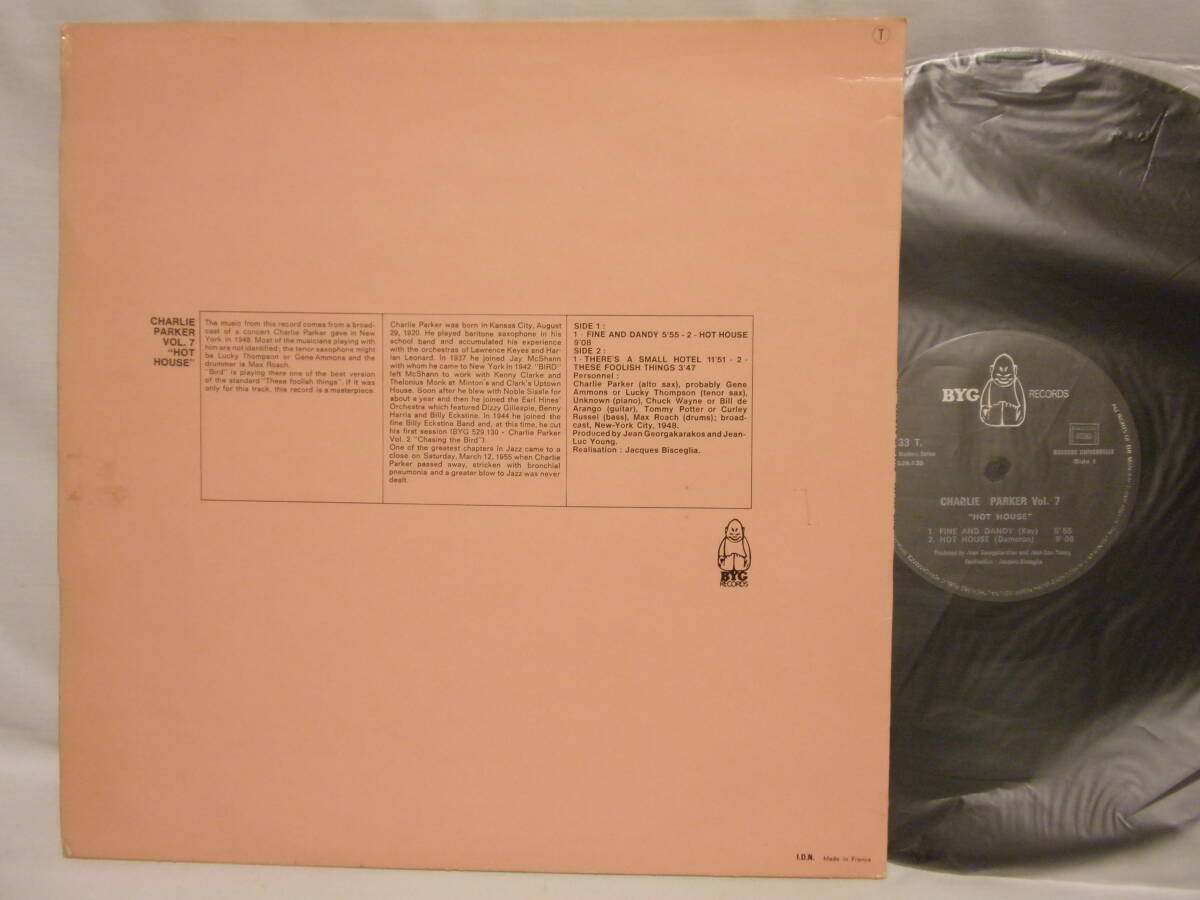 T
CHARLIE
PARKER
VOL. 7
"HOT
HOUSE"
The music from this record comes from a broad-
cast of a concert Charlie Parker gave in New
York in 1948. Most of the musicians playing with
him are not identified; the tenor saxophone might
be Lucky Thompson or Gene Ammons and the
drummer is Max Roach.
"Bird" is playing there one of the best version
of the standard "These foolish things". If it was
only for this track, this record is a masterpiece.
Charlie Parker was born in Kansas City, August
29, 1920. He played baritone saxophone in his
school band and accumulated his experience
with the orchestras of Lawrence Keyes and Har-
lan Leonard. In 1937 he joined Jay McShann
with whom he came to New York in 1942. "BIRD"
left McShann to work with Kenny Clarke and
Thelonius Monk at Minton's and Clark's Uptown
House. Soon after he blew with Noble Sissle for
about a year and then he joined the Earl Hines'
Orchestra which featured Dizzy Gillespie, Benny
Harris and Billy Eckstine. In 1944 he joined the
fine Billy Eckstine Band and, at this time, he cut
his first session (BYG 529 130 - Charlie Parker
Vol. 2 "Chasing the Bird").
One of the greatest chapters in Jazz came to a
close on Saturday, March 12, 1955 when Charlie
Parker passed away, stricken with bronchial
pneumonia and a greater blow to Jazz was never
dealt.
SIDE 1 :
1 - FINE AND DANDY 5'55 - 2 - HOT HOUSE
9'08
SIDE 2 :
1 - THERE'S A SMALL HOTEL 11'51 - 2 -
THESE FOOLISH THINGS 3'47
Personnel :
Charlie Parker (alto sax), probably Gene
Ammons or Lucky Thompson (tenor sax),
Unknown (piano), Chuck Wayne or Bill de
Arango (guitar), Tommy Potter or Curley
Russel (bass), Max Roach (drums); broad-
cast, New-York City, 1948.
Produced by Jean Georgakarakos and Jean-
Luc Young.
Realisation : Jacques Bisceglia.
BYG
RECORDS
I.D.N. Made in France
BYG RECORDS
33 T.
Side 1
CHARLIE PARKER Vol. 7
"HOT HOUSE"
1. FINE AND DANDY (Kay) 5'55
2. HOT HOUSE (Dameron) 9'08
Produced by Jean Georgakarakos and Jean-Luc Young
Realisation : Jacques Bisceglia